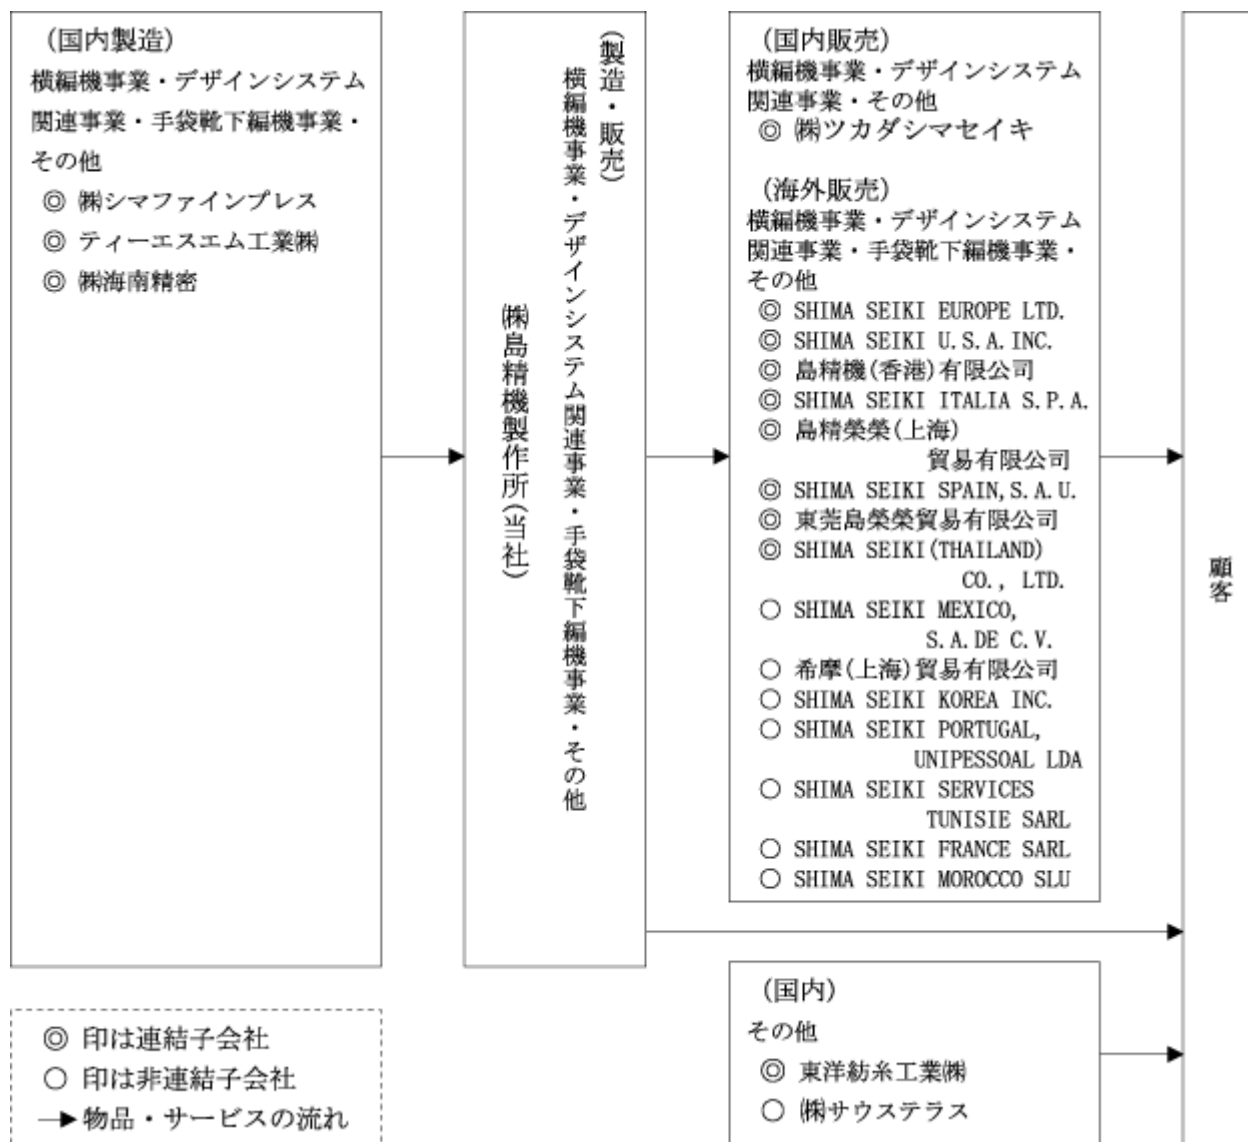 (国内製造)
横編機事業・デザインシステム
関連事業・手袋靴下編機事業・
その他
◎ ㈱シマファインプレス
◎ ティーエスエム工業㈱
◎ ㈱海南精密
(製造・販売)
横編機事業・デザインシステム関連事業・手袋靴下編機事業・その他
㈱島精機製作所(当社)
(国内販売)
横編機事業・デザインシステム
関連事業・その他
◎ ㈱ツカダシマセイキ
(海外販売)
横編機事業・デザインシステム
関連事業・手袋靴下編機事業・
その他
◎ SHIMA SEIKI EUROPE LTD.
◎ SHIMA SEIKI U.S.A.INC.
◎ 島精機(香港)有限公司
◎ SHIMA SEIKI ITALIA S.P.A.
◎ 島精榮榮(上海)
貿易有限公司
◎ SHIMA SEIKI SPAIN,S.A.U.
◎ 東莞島榮榮貿易有限公司
◎ SHIMA SEIKI(THAILAND)
CO., LTD.
○ SHIMA SEIKI MEXICO,
S.A.DE C.V.
○ 希摩(上海)貿易有限公司
○ SHIMA SEIKI KOREA INC.
○ SHIMA SEIKI PORTUGAL,
UNIPESSOAL LDA
○ SHIMA SEIKI SERVICES
TUNISIE SARL
○ SHIMA SEIKI FRANCE SARL
○ SHIMA SEIKI MOROCCO SLU
(国内)
その他
◎ 東洋紡糸工業㈱
○ ㈱サウステラス
顧客
◎ 印は連結子会社
○ 印は非連結子会社
→ 物品・サービスの流れ